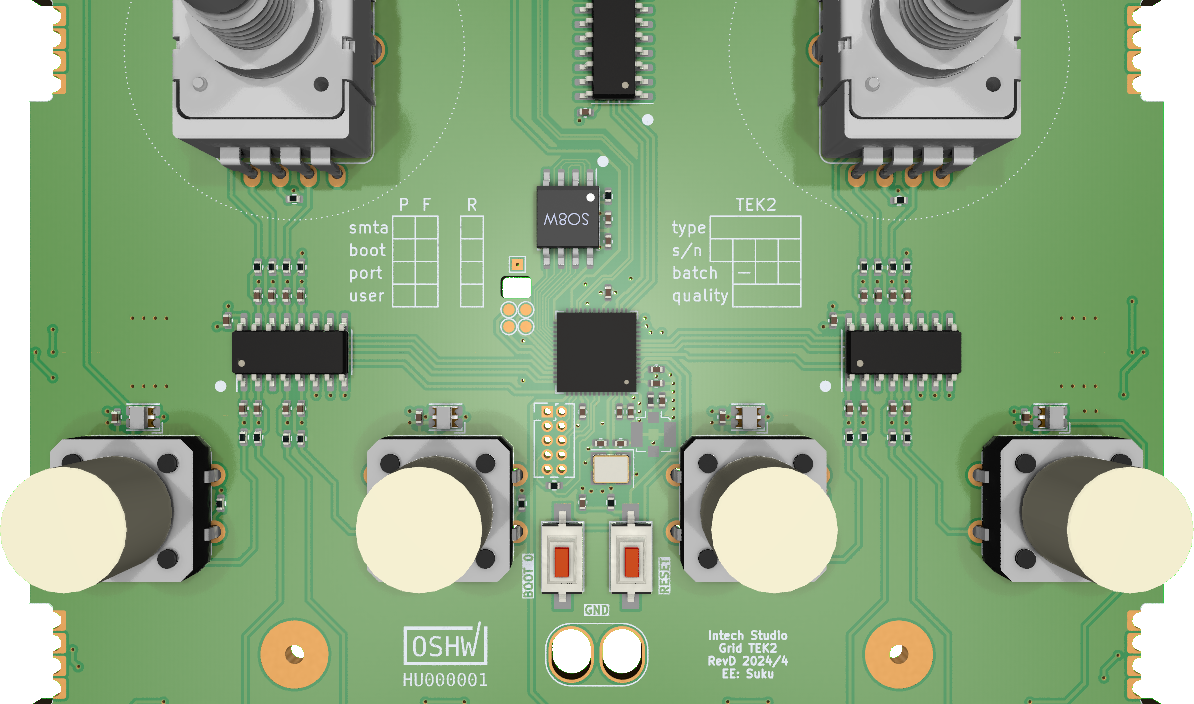 P F R
smta
boot
port
user
TEK2
type
s/n
batch
quality
SO8W
BOOT 0
RESET
GND
OSHW
HU000001
Intech Studio
Grid TEK2
RevD 2024/4
EE: Suku